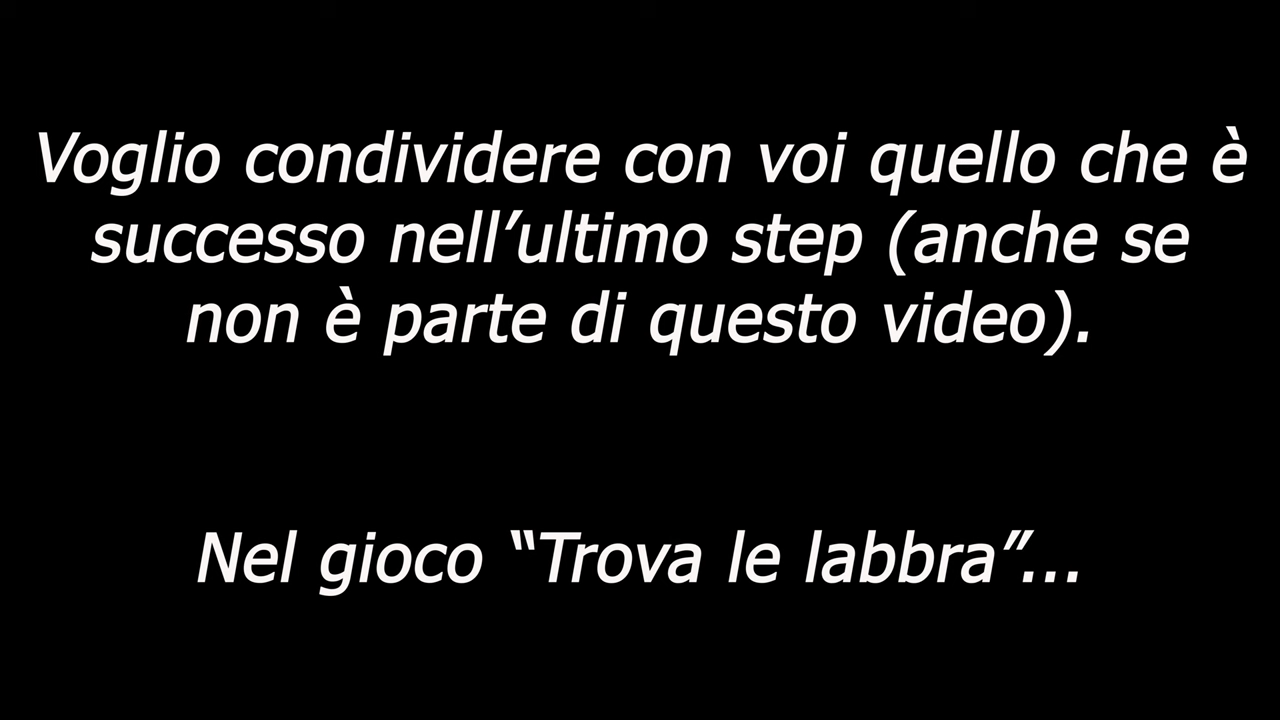 Voglio condividere con voi quello che è
successo nell’ultimo step (anche se
non è parte di questo video).
Nel gioco “Trova le labbra”...